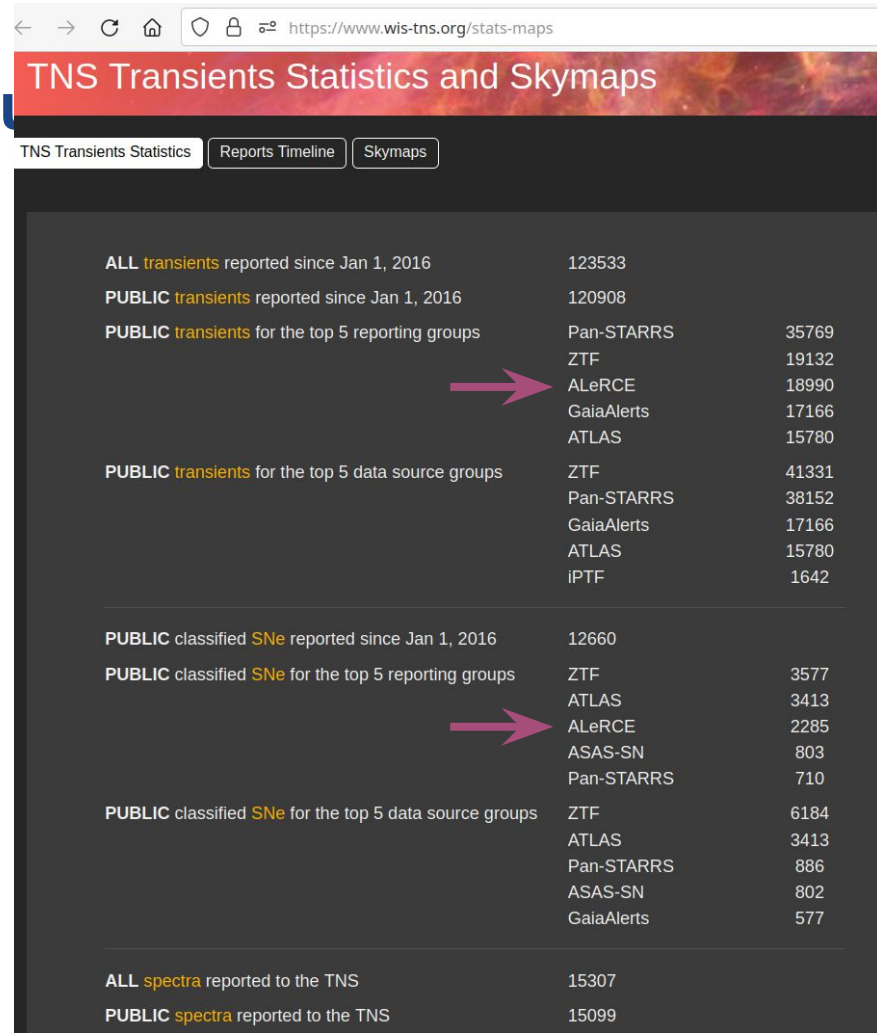 https://www.wis-tns.org/stats-maps
TNS Transients Statistics and Skymaps
TNS Transients Statistics Reports Timeline Skymaps
ALL transients reported since Jan 1, 2016 123533
PUBLIC transients reported since Jan 1, 2016 120908
PUBLIC transients for the top 5 reporting groups Pan-STARRS 35769
ZTF 19132
ALeRCE 18990
GaiaAlerts 17166
ATLAS 15780
PUBLIC transients for the top 5 data source groups ZTF 41331
Pan-STARRS 38152
GaiaAlerts 17166
ATLAS 15780
iPTF 1642
PUBLIC classified SNe reported since Jan 1, 2016 12660
PUBLIC classified SNe for the top 5 reporting groups ZTF 3577
ATLAS 3413
ALeRCE 2285
ASAS-SN 803
Pan-STARRS 710
PUBLIC classified SNe for the top 5 data source groups ZTF 6184
ATLAS 3413
Pan-STARRS 886
ASAS-SN 802
GaiaAlerts 577
ALL spectra reported to the TNS 15307
PUBLIC spectra reported to the TNS 15099